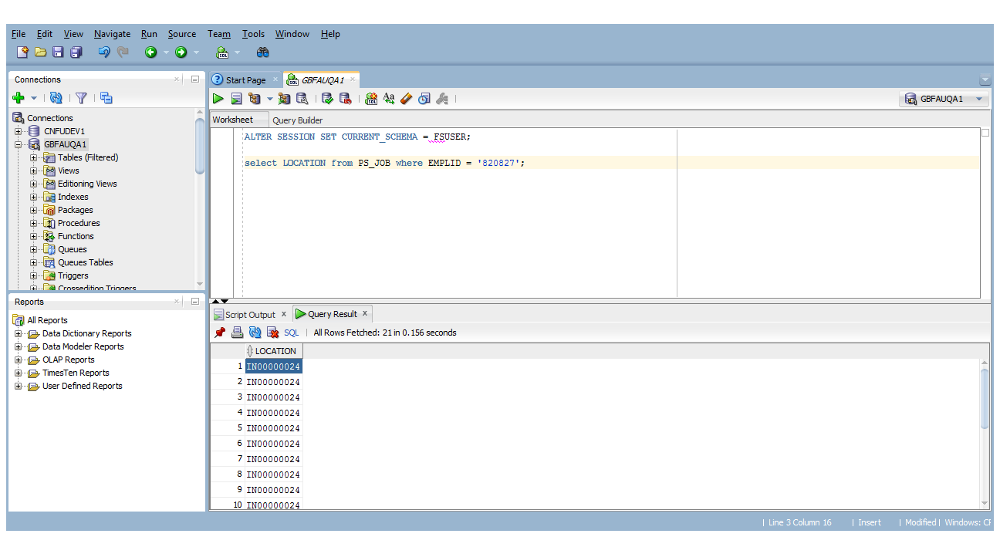 File Edit View Navigate Run Source Team Tools Window Help
Connections
Connections
CNFUDEV1
GBFAUQA1
Tables (Filtered)
Views
Editioning Views
Indexes
Packages
Procedures
Functions
Queues
Queues Tables
Triggers
Crossedition Triggers
Reports
All Reports
Data Dictionary Reports
Data Modeler Reports
OLAP Reports
TimesTen Reports
User Defined Reports
Start Page GBFAUQA1
GBFAUQA1
Worksheet Query Builder
ALTER SESSION SET CURRENT_SCHEMA = FSUSER;
select LOCATION from PS_JOB where EMPLID = '820827';
Script Output x Query Result x
SQL | All Rows Fetched: 21 in 0.156 seconds
LOCATION
1 IN00000024
2 IN00000024
3 IN00000024
4 IN00000024
5 IN00000024
6 IN00000024
7 IN00000024
8 IN00000024
9 IN00000024
10 IN00000024
| Line 3 Column 16 | Insert | Modified | Windows: CF